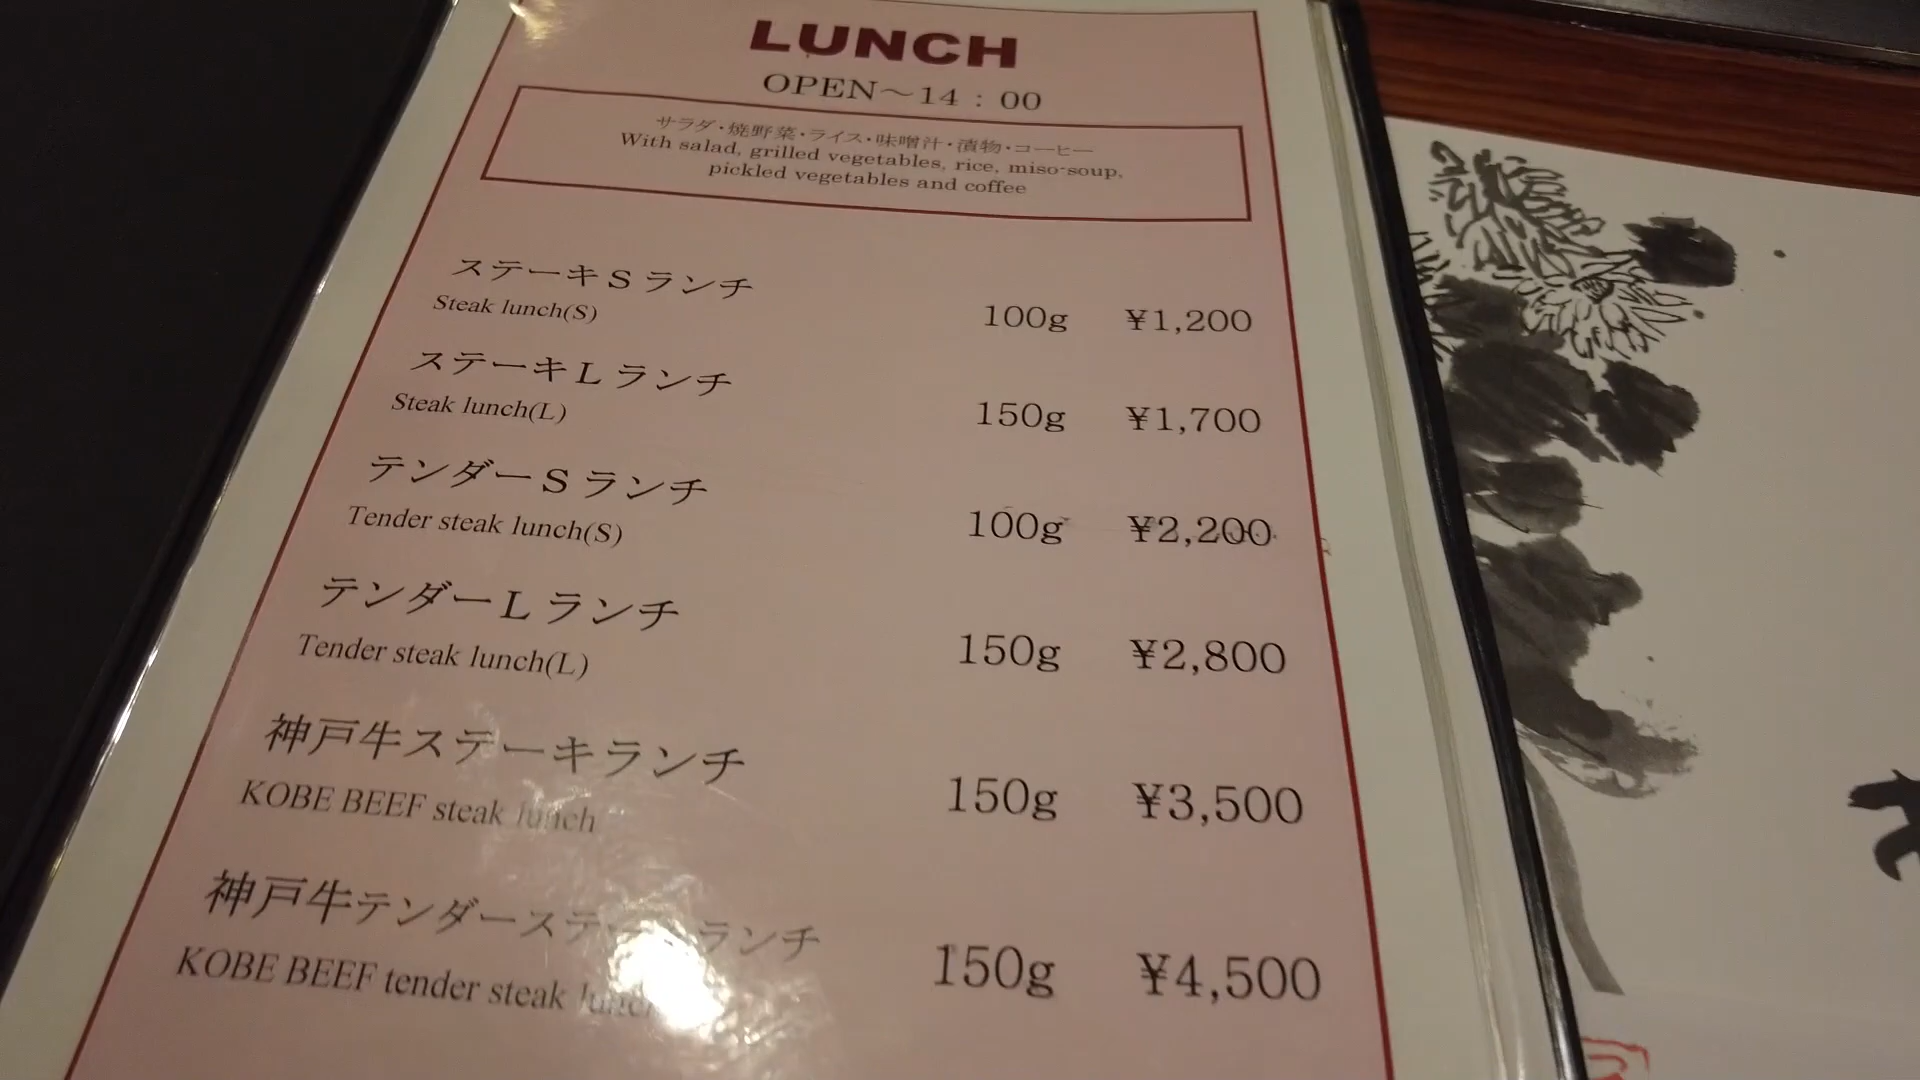 LUNCH
OPEN～14：00
サラダ・焼野菜・ライス・味噌汁・漬物・コーヒー
With salad, grilled vegetables, rice, miso-soup,
pickled vegetables and coffee
ステーキSランチ
Steak lunch(S)
100g ¥1,200
ステーキLランチ
Steak lunch(L)
150g ¥1,700
テンダーSランチ
Tender steak lunch(S)
100g ¥2,200
テンダーLランチ
Tender steak lunch(L)
150g ¥2,800
神戸牛ステーキランチ
KOBE BEEF steak lunch
150g ¥3,500
神戸牛テンダーステーキランチ
KOBE BEEF tender steak lunch
150g ¥4,500